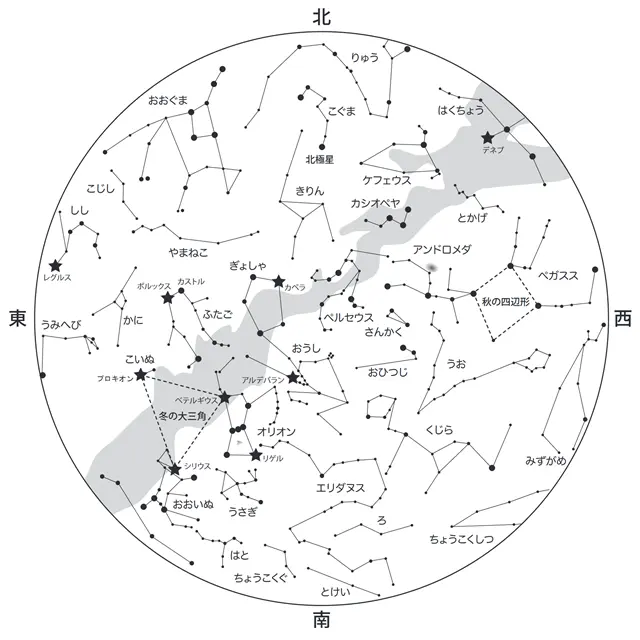 北
りゅう
おおぐま
こぐま
はくちょう
デネブ
北極星
ケフェウス
こじし
きりん
カシオペヤ
とかげ
しし
やまねこ
アンドロメダ
レグルス
ぎょしゃ
ペガスス
ポルックス
カストル
カペラ
秋の四辺形
東
西
かに
ふたご
ペルセウス
うみへび
さんかく
おうし
こいぬ
うお
プロキオン
アルデバラン
おひつじ
ベテルギウス
冬の大三角
オリオン
くじら
シリウス
リゲル
みずがめ
エリダヌス
おおいぬ
うさぎ
ろ
ちょうこくしつ
はと
ちょうこくぐ
とけい
南